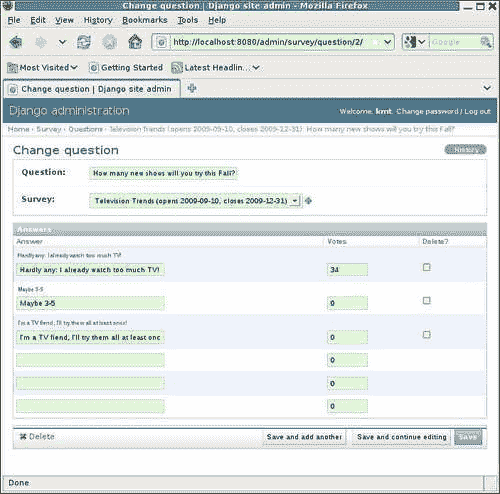 Change question | Django site admin - Mozilla Firefox
File Edit View History Bookmarks Tools Help
http://localhost:8080/admin/survey/question/2/
Google
Most Visited Getting Started Latest Headlin...
Change question | Django site admin
Django administration
Welcome, kmt. Change password / Log out
Home › Survey › Questions › Television Trends (opens 2009-09-10, closes 2009-12-31): How many new shows will you try this Fall?
Change question
History
Question: How many new shows will you try this Fall?
Survey: Television Trends (opens 2009-09-10, closes 2009-12-31)
Answers
Answer Votes Delete?
Hardly any: I already watch too much TV!
Hardly any: I already watch too much TV! 34
Maybe 3-5
Maybe 3-5 0
I'm a TV fiend, I'll try them all at least once!
I'm a TV fiend, I'll try them all at least onc 0
0
0
0
Delete Save and add another Save and continue editing Save
Done